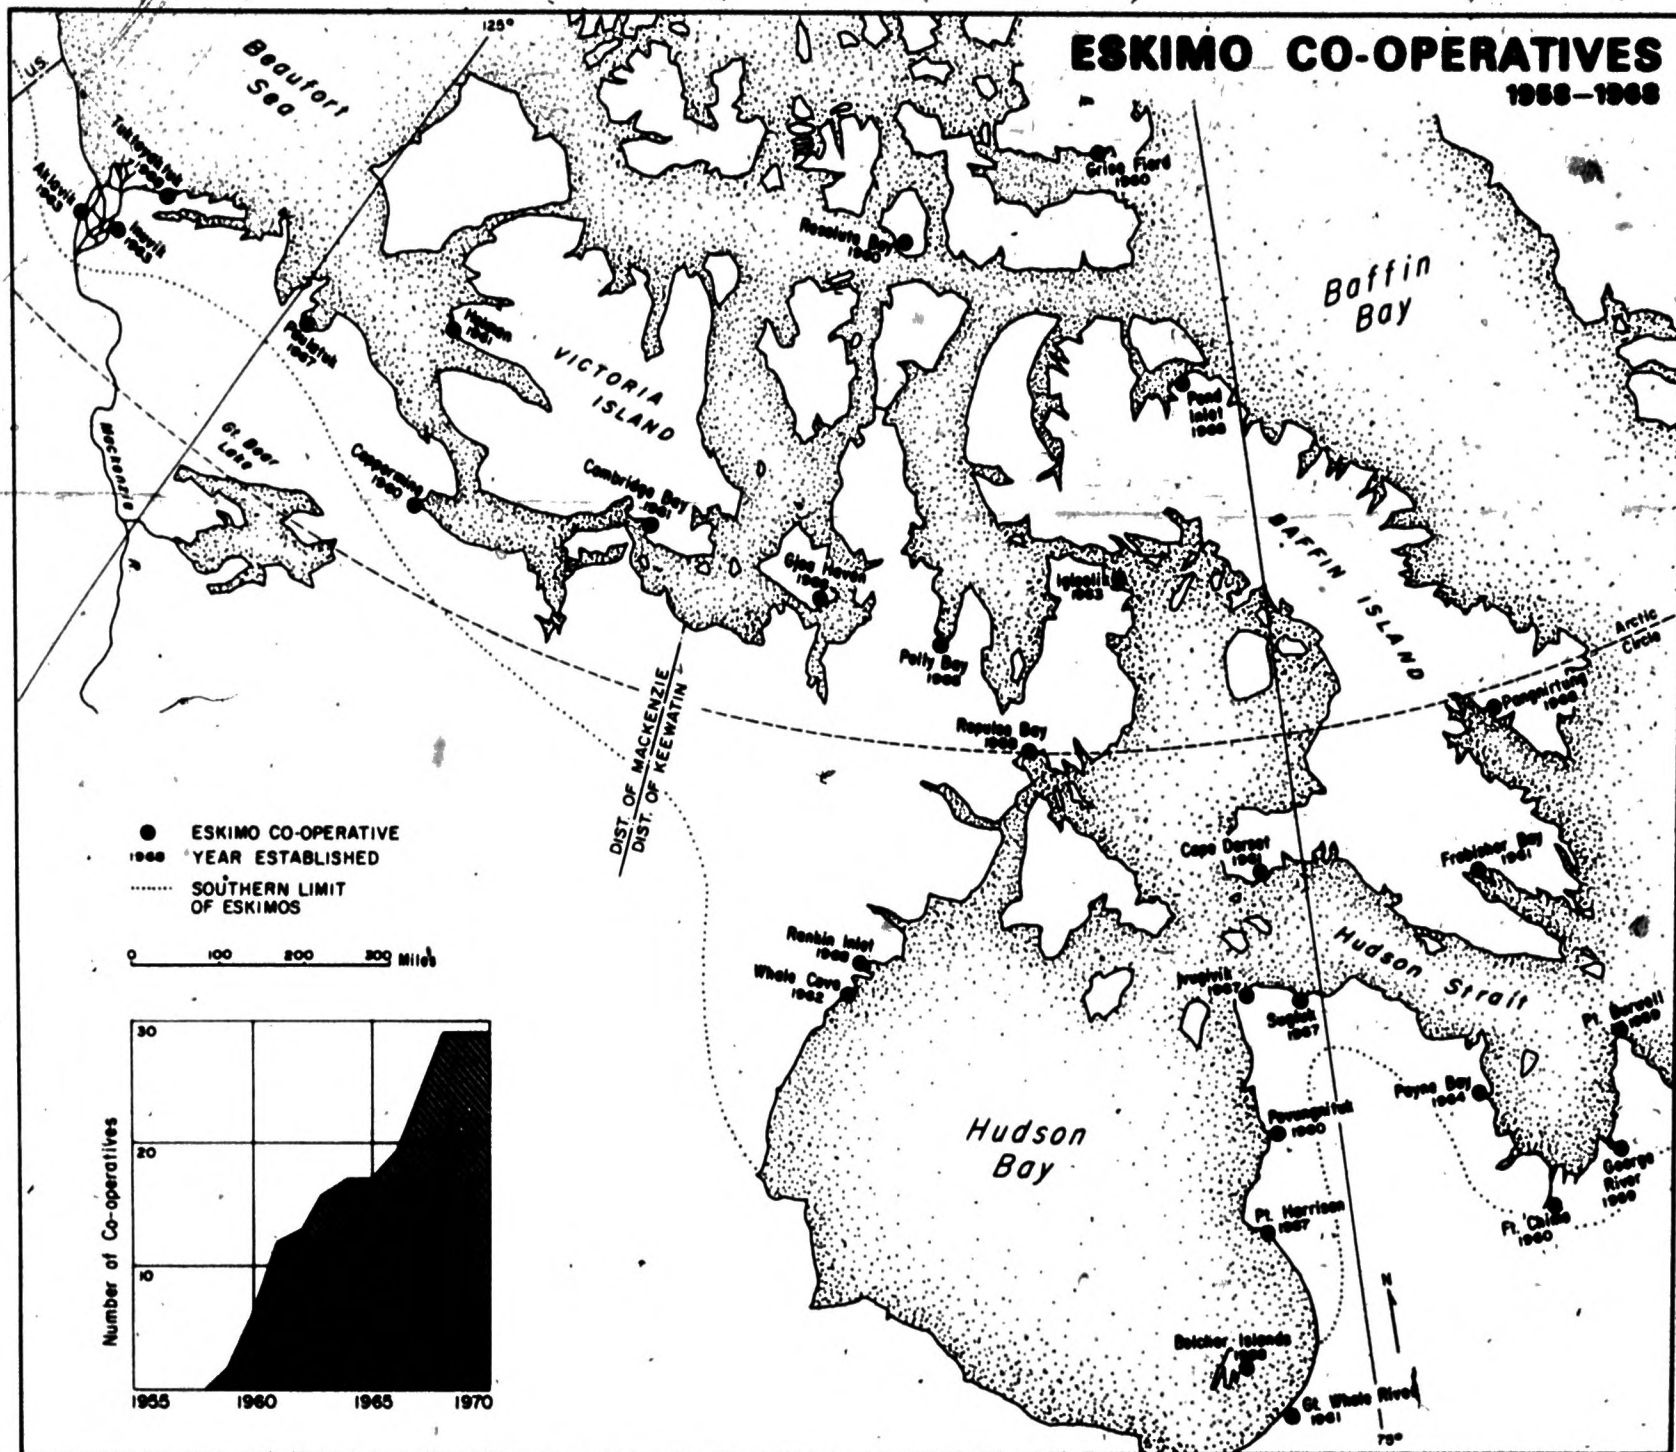 ESKIMO CO-OPERATIVES
U.S.
125°
Beaufort
Sea
Tuktoyaktuk
Aklavik
1963
Inuvik
1963
Grise Fiord
1960
Resolute Bay
1960
Baffin
Bay
Paulatuk
1967
Holman
1961
VICTORIA
ISLAND
Pond
Inlet
Mackenzie
R.
Gt. Bear
Lake
Coppermine
1960
Cambridge Bay
1961
Gjoa Haven
Igloolik
1963
BAFFIN ISLAND
Pelly Bay
Arctic
Circle
Pangnirtung
Repulse Bay
DIST. OF MACKENZIE
DIST. OF KEEWATIN
ESKIMO CO-OPERATIVE
YEAR ESTABLISHED
SOUTHERN LIMIT
OF ESKIMOS
0 100 200 300 Miles
Cape Dorset
1961
Frobisher Bay
1961
Rankin Inlet
Whale Cove
1962
Hudson Strait
Ivugivik
1967
Sugluk
1967
Payne Bay
1964
Povungnituk
1960
George
River
Pt. Harrison
1967
Ft. Chimo
1960
Hudson
Bay
Belcher Islands
Gt. Whale River
1961
N
75°
30
20
10
Number of Co-operatives
1955 1960 1965 1970